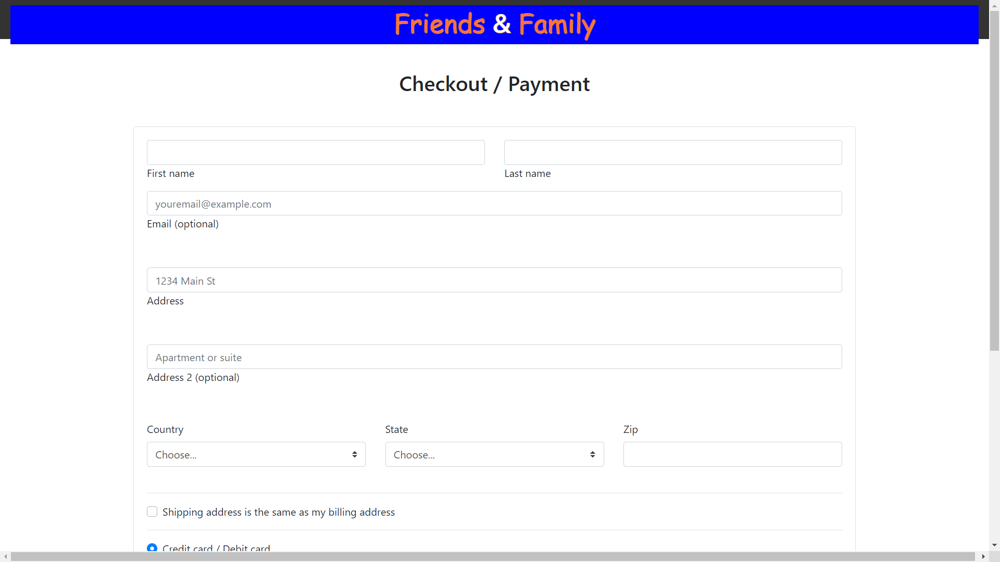 Friends & Family
Checkout / Payment
First name
Last name
youremail@example.com
Email (optional)
1234 Main St
Address
Apartment or suite
Address 2 (optional)
Country
State
Zip
Choose...
Choose...
Shipping address is the same as my billing address
Credit card / Debit card